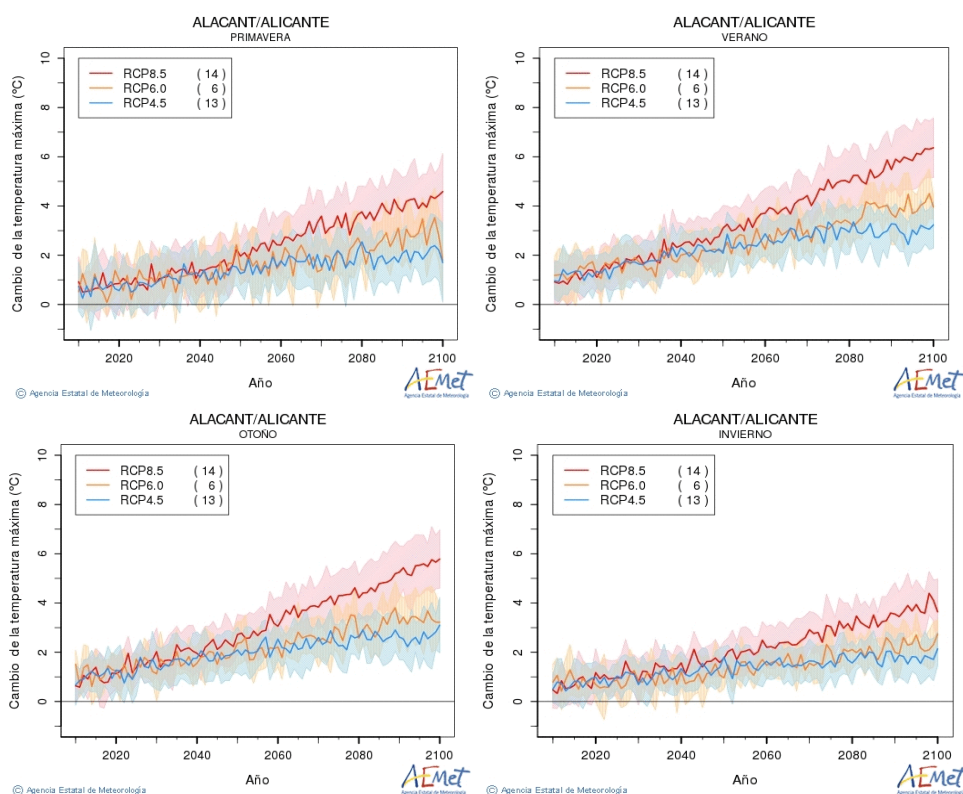 ALACANT/ALICANTE
PRIMAVERA
Cambio de la temperatura máxima (ºC)
10
8
6
4
2
0
RCP8.5 ( 14 )
RCP6.0 ( 6 )
RCP4.5 ( 13 )
2020 2040 2060 2080 2100
Año
© Agencia Estatal de Meteorología
AEMet
Agencia Estatal de Meteorología
ALACANT/ALICANTE
VERANO
Cambio de la temperatura máxima (ºC)
10
8
6
4
2
0
RCP8.5 ( 14 )
RCP6.0 ( 6 )
RCP4.5 ( 13 )
2020 2040 2060 2080 2100
Año
© Agencia Estatal de Meteorología
AEMet
Agencia Estatal de Meteorología
ALACANT/ALICANTE
OTOÑO
Cambio de la temperatura máxima (ºC)
10
8
6
4
2
0
RCP8.5 ( 14 )
RCP6.0 ( 6 )
RCP4.5 ( 13 )
2020 2040 2060 2080 2100
Año
© Agencia Estatal de Meteorología
AEMet
Agencia Estatal de Meteorología
ALACANT/ALICANTE
INVIERNO
Cambio de la temperatura máxima (ºC)
10
8
6
4
2
0
RCP8.5 ( 14 )
RCP6.0 ( 6 )
RCP4.5 ( 13 )
2020 2040 2060 2080 2100
Año
© Agencia Estatal de Meteorología
AEMet
Agencia Estatal de Meteorología